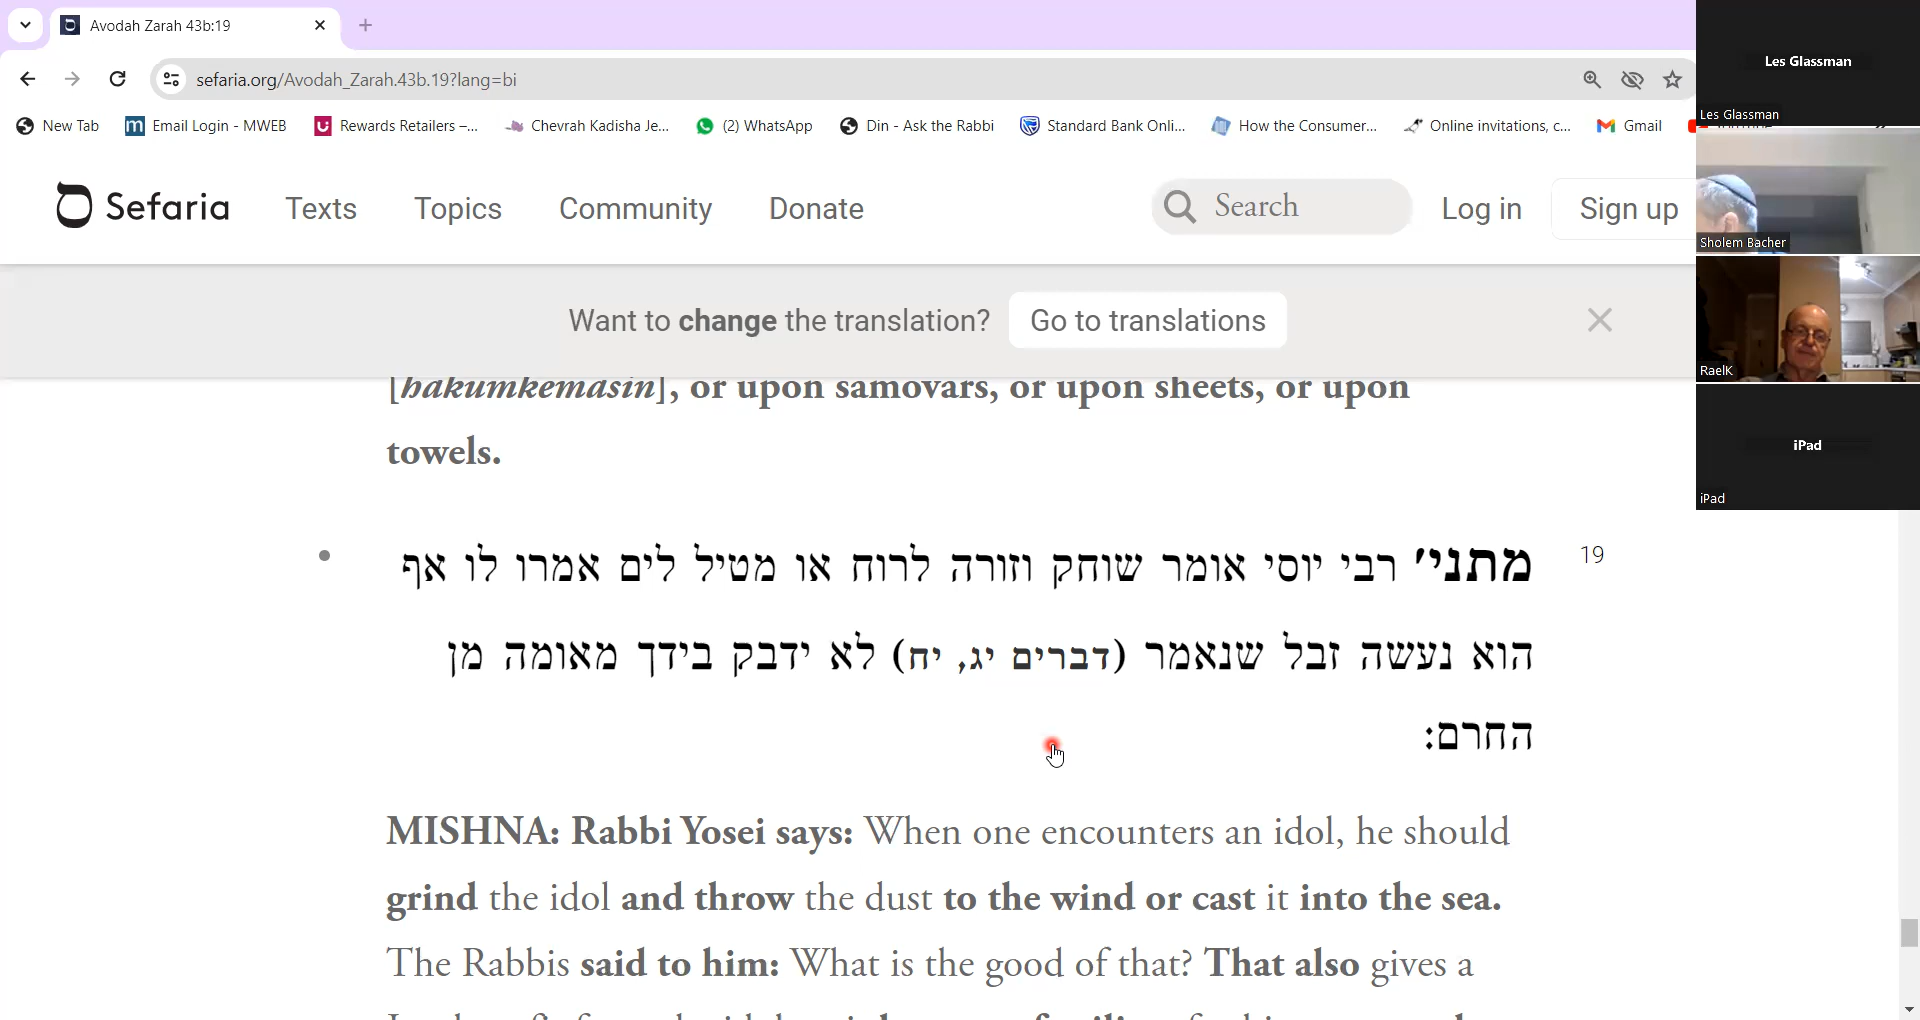 Avodah Zarah 43b:19
sefaria.org/Avodah_Zarah.43b.19?lang=bi
New Tab
Email Login - MWEB
Rewards Retailers –...
Chevrah Kadisha Je...
(2) WhatsApp
Din - Ask the Rabbi
Standard Bank Onli...
How the Consumer...
Online invitations, c...
Gmail
Sefaria
Texts
Topics
Community
Donate
Search
Log in
Sign up
Want to change the translation?
Go to translations
[hakumkemasin], or upon samovars, or upon sheets, or upon
towels.
19
מתני׳ רבי יוסי אומר שוחק וזורה לרוח או מטיל לים אמרו לו אף
הוא נעשה זבל שנאמר (דברים יג, יח) לא ידבק בידך מאומה מן
החרם:
MISHNA: Rabbi Yosei says: When one encounters an idol, he should
grind the idol and throw the dust to the wind or cast it into the sea.
The Rabbis said to him: What is the good of that? That also gives a
Les Glassman
Les Glassman
Sholem Bacher
RaelK
iPad
iPad